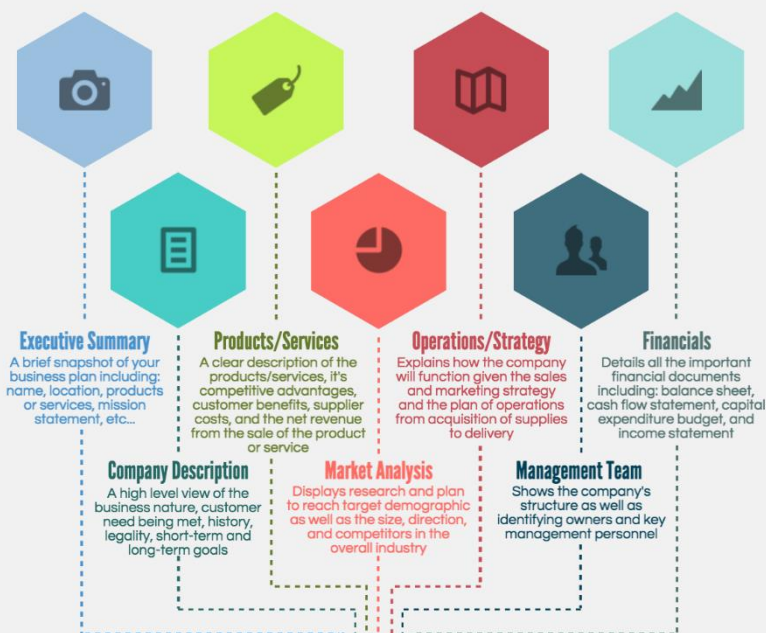 Executive Summary
A brief snapshot of your
business plan including:
name, location, products
or services, mission
statement, etc...
Products/Services
A clear description of the
products/services, it's
competitive advantages,
customer benefits, supplier
costs, and the net revenue
from the sale of the product
or service
Operations/Strategy
Explains how the company
will function given the sales
and marketing strategy
and the plan of operations
from acquisition of supplies
to delivery
Financials
Details all the important
financial documents
including: balance sheet,
cash flow statement, capital
expenditure budget, and
income statement
Company Description
A high level view of the
business nature, customer
need being met, history,
legality, short-term and
long-term goals
Market Analysis
Displays research and plan
to reach target demographic
as well as the size, direction,
and competitors in the
overall industry
Management Team
Shows the company's
structure as well as
identifying owners and key
management personnel